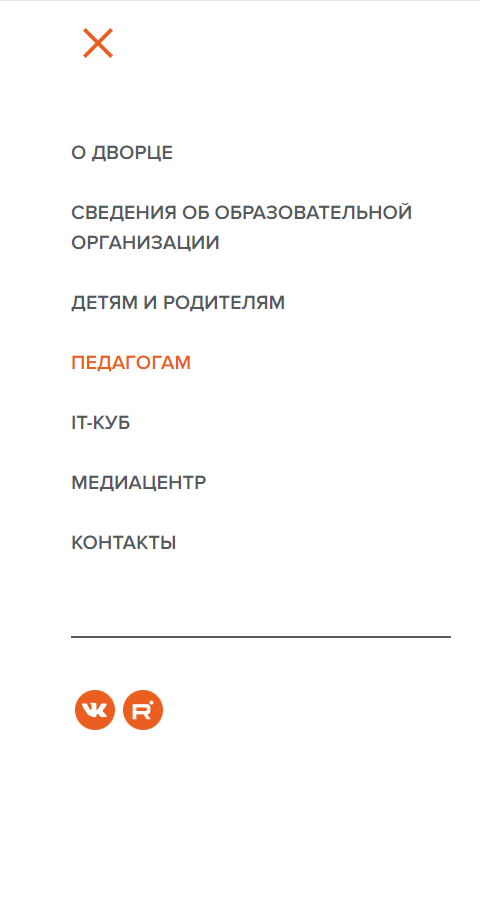 О ДВОРЦЕ
СВЕДЕНИЯ ОБ ОБРАЗОВАТЕЛЬНОЙ
ОРГАНИЗАЦИИ
ДЕТЯМ И РОДИТЕЛЯМ
ПЕДАГОГАМ
IT-КУБ
МЕДИАЦЕНТР
КОНТАКТЫ